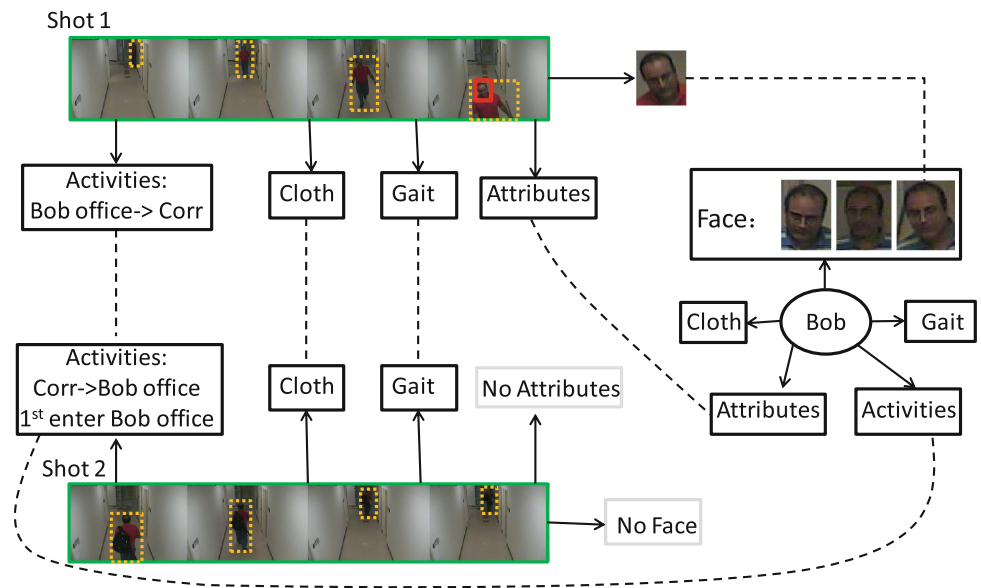 Shot 1
Activities:
Bob office-> Corr
Cloth
Gait
Attributes
Face:
Cloth
Bob
Gait
Attributes
Activities
Activities:
Corr->Bob office
1st enter Bob office
Cloth
Gait
No Attributes
Shot 2
No Face